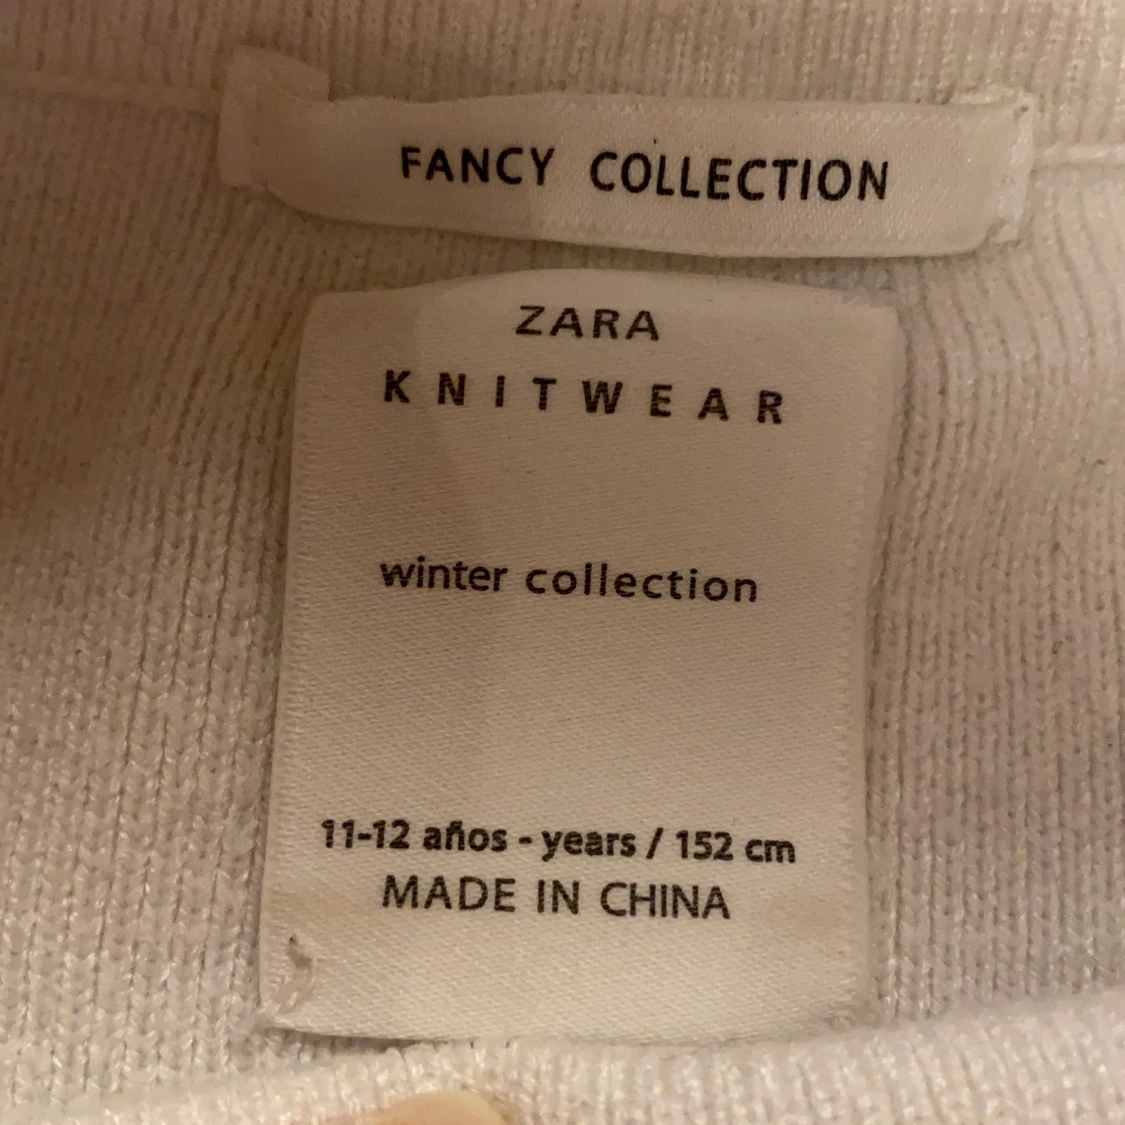 FANCY COLLECTION
ZARA
KNITWEAR
winter collection
11-12 años - years / 152 cm
MADE IN CHINA